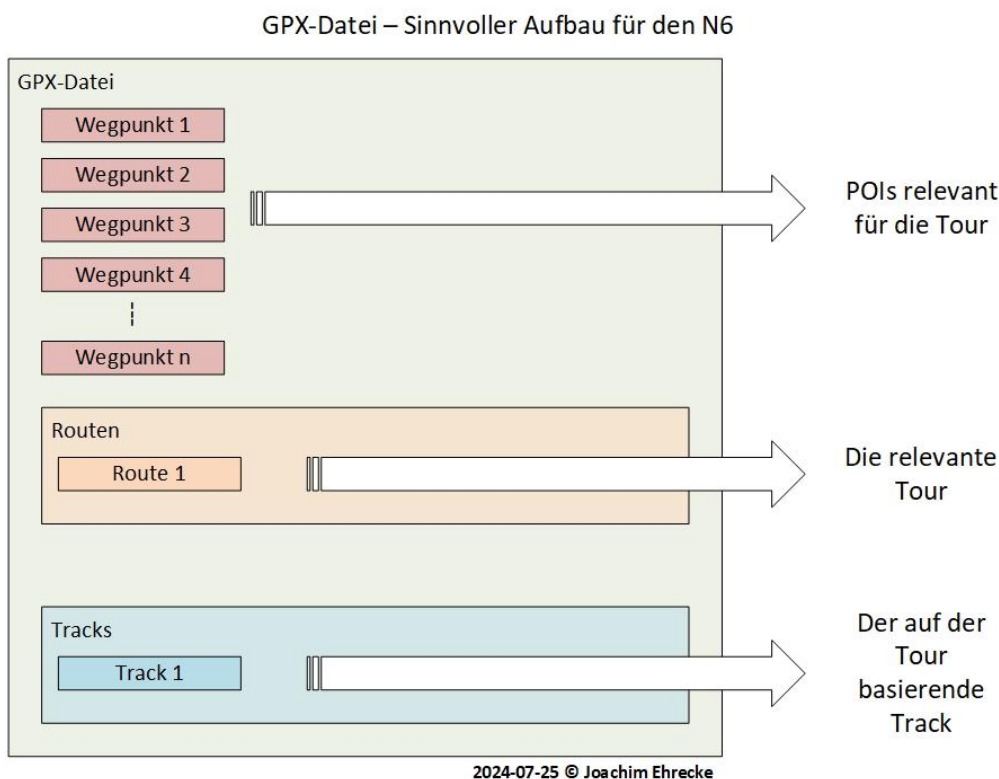 GPX-Datei – Sinnvoller Aufbau für den N6
GPX-Datei
Wegpunkt 1
Wegpunkt 2
Wegpunkt 3
Wegpunkt 4
Wegpunkt n
POIs relevant
für die Tour
Routen
Route 1
Die relevante
Tour
Tracks
Track 1
Der auf der
Tour
basierende
Track
2024-07-25 © Joachim Ehrecke